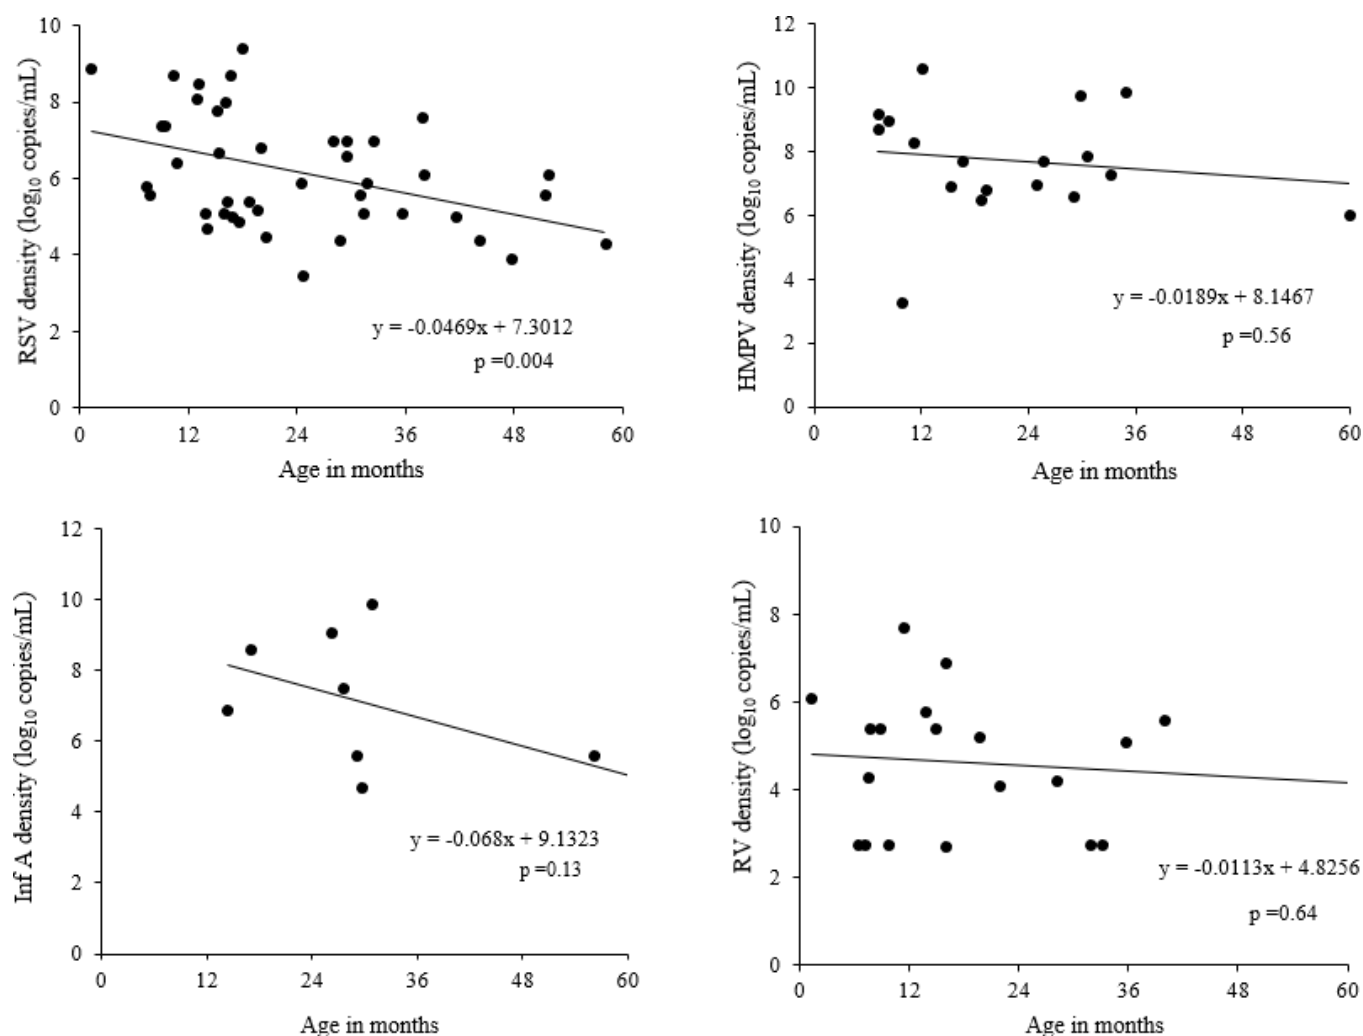 RSV density (log₁₀ copies/mL)
10
8
6
4
2
0
y = -0.0469x + 7.3012
p =0.004
0 12 24 36 48 60
Age in months
HMPV density (log₁₀ copies/mL)
12
10
8
6
4
2
0
y = -0.0189x + 8.1467
p =0.56
0 12 24 36 48 60
Age in months
Inf A density (log₁₀ copies/mL)
12
10
8
6
4
2
0
y = -0.068x + 9.1323
p =0.13
0 12 24 36 48 60
Age in months
RV density (log₁₀ copies/mL)
10
8
6
4
2
0
y = -0.0113x + 4.8256
p =0.64
0 12 24 36 48 60
Age in months